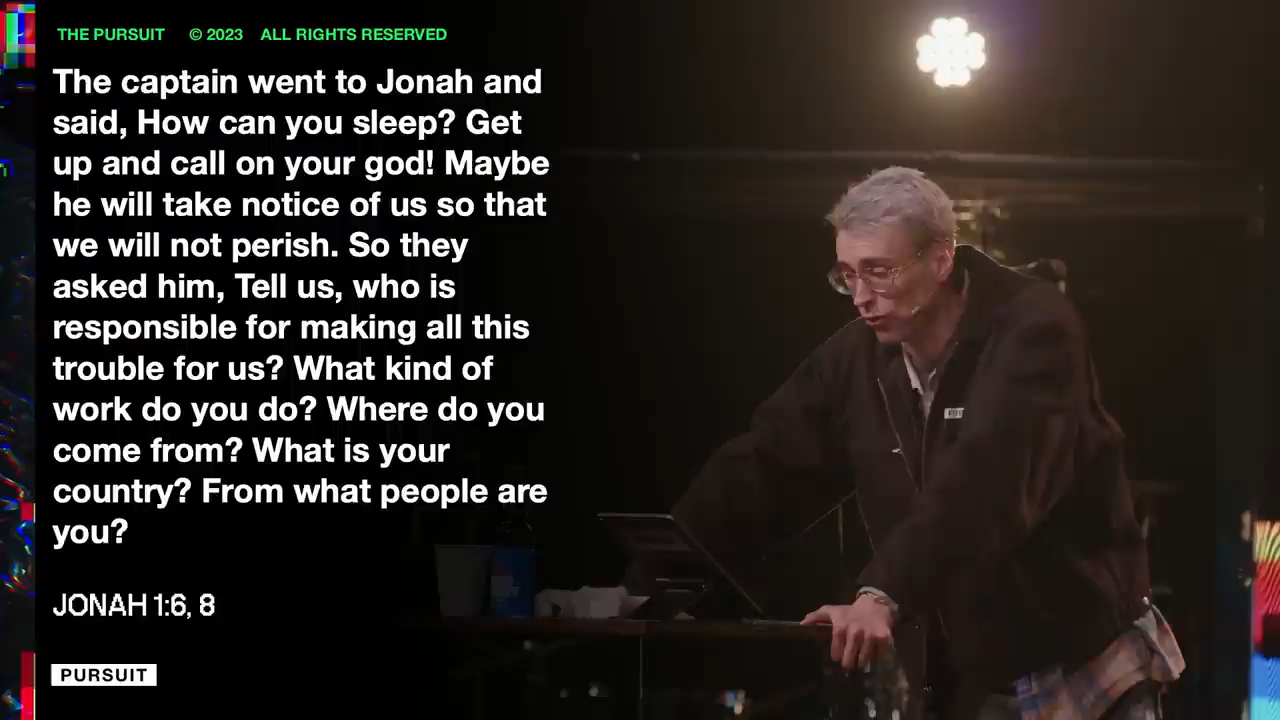 THE PURSUIT © 2023 ALL RIGHTS RESERVED
The captain went to Jonah and
said, How can you sleep? Get
up and call on your god! Maybe
he will take notice of us so that
we will not perish. So they
asked him, Tell us, who is
responsible for making all this
trouble for us? What kind of
work do you do? Where do you
come from? What is your
country? From what people are
you?
JONAH 1:6, 8
PURSUIT